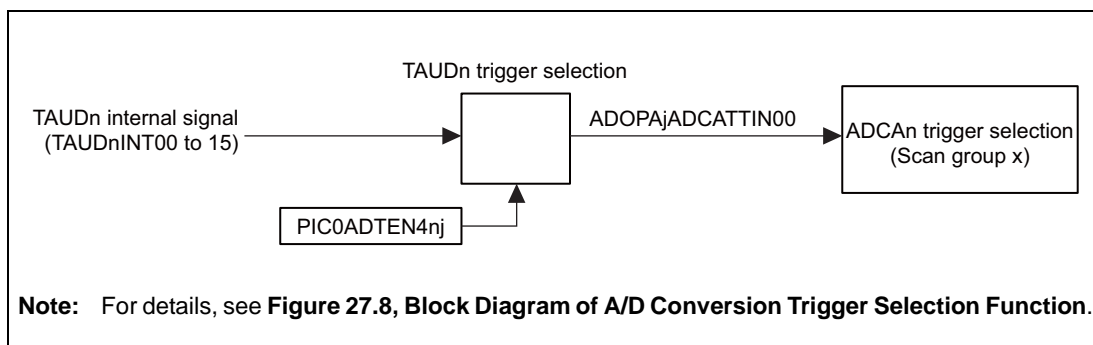 TAUDn trigger selection
TAUDn internal signal
(TAUDnINT00 to 15)
ADOPAjADCATTIN00
ADCAn trigger selection
(Scan group x)
PIC0ADTEN4nj
Note: For details, see Figure 27.8, Block Diagram of A/D Conversion Trigger Selection Function.